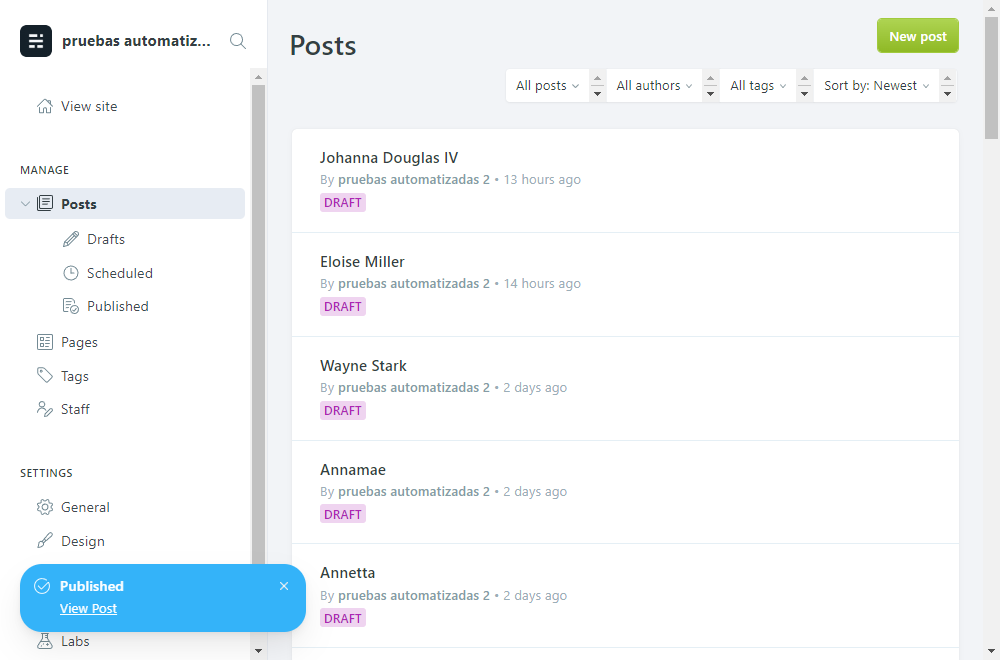 pruebas automatiz...
View site
MANAGE
Posts
Drafts
Scheduled
Published
Pages
Tags
Staff
SETTINGS
General
Design
Published
View Post
Labs
Posts
New post
All posts
All authors
All tags
Sort by: Newest
Johanna Douglas IV
By pruebas automatizadas 2 • 13 hours ago
DRAFT
Eloise Miller
By pruebas automatizadas 2 • 14 hours ago
DRAFT
Wayne Stark
By pruebas automatizadas 2 • 2 days ago
DRAFT
Annamae
By pruebas automatizadas 2 • 2 days ago
DRAFT
Annetta
By pruebas automatizadas 2 • 2 days ago
DRAFT